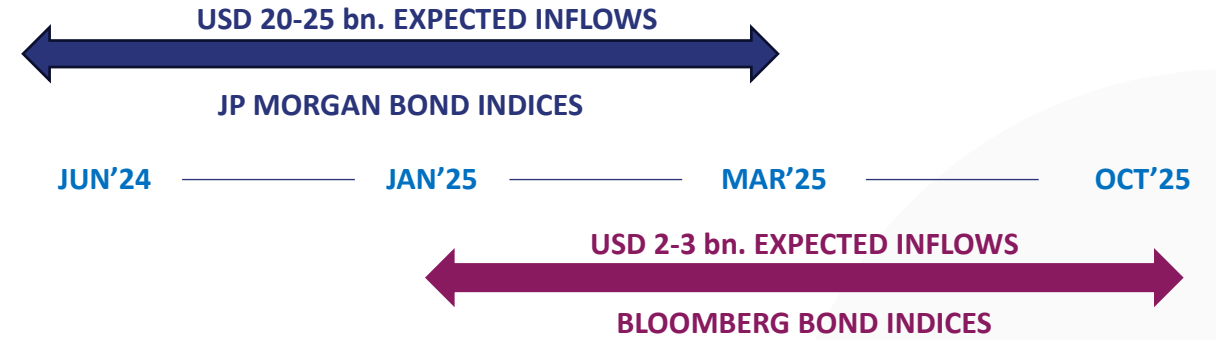 USD 20-25 bn. EXPECTED INFLOWS
JP MORGAN BOND INDICES
JUN’24 JAN’25 MAR’25 OCT’25
USD 2-3 bn. EXPECTED INFLOWS
BLOOMBERG BOND INDICES